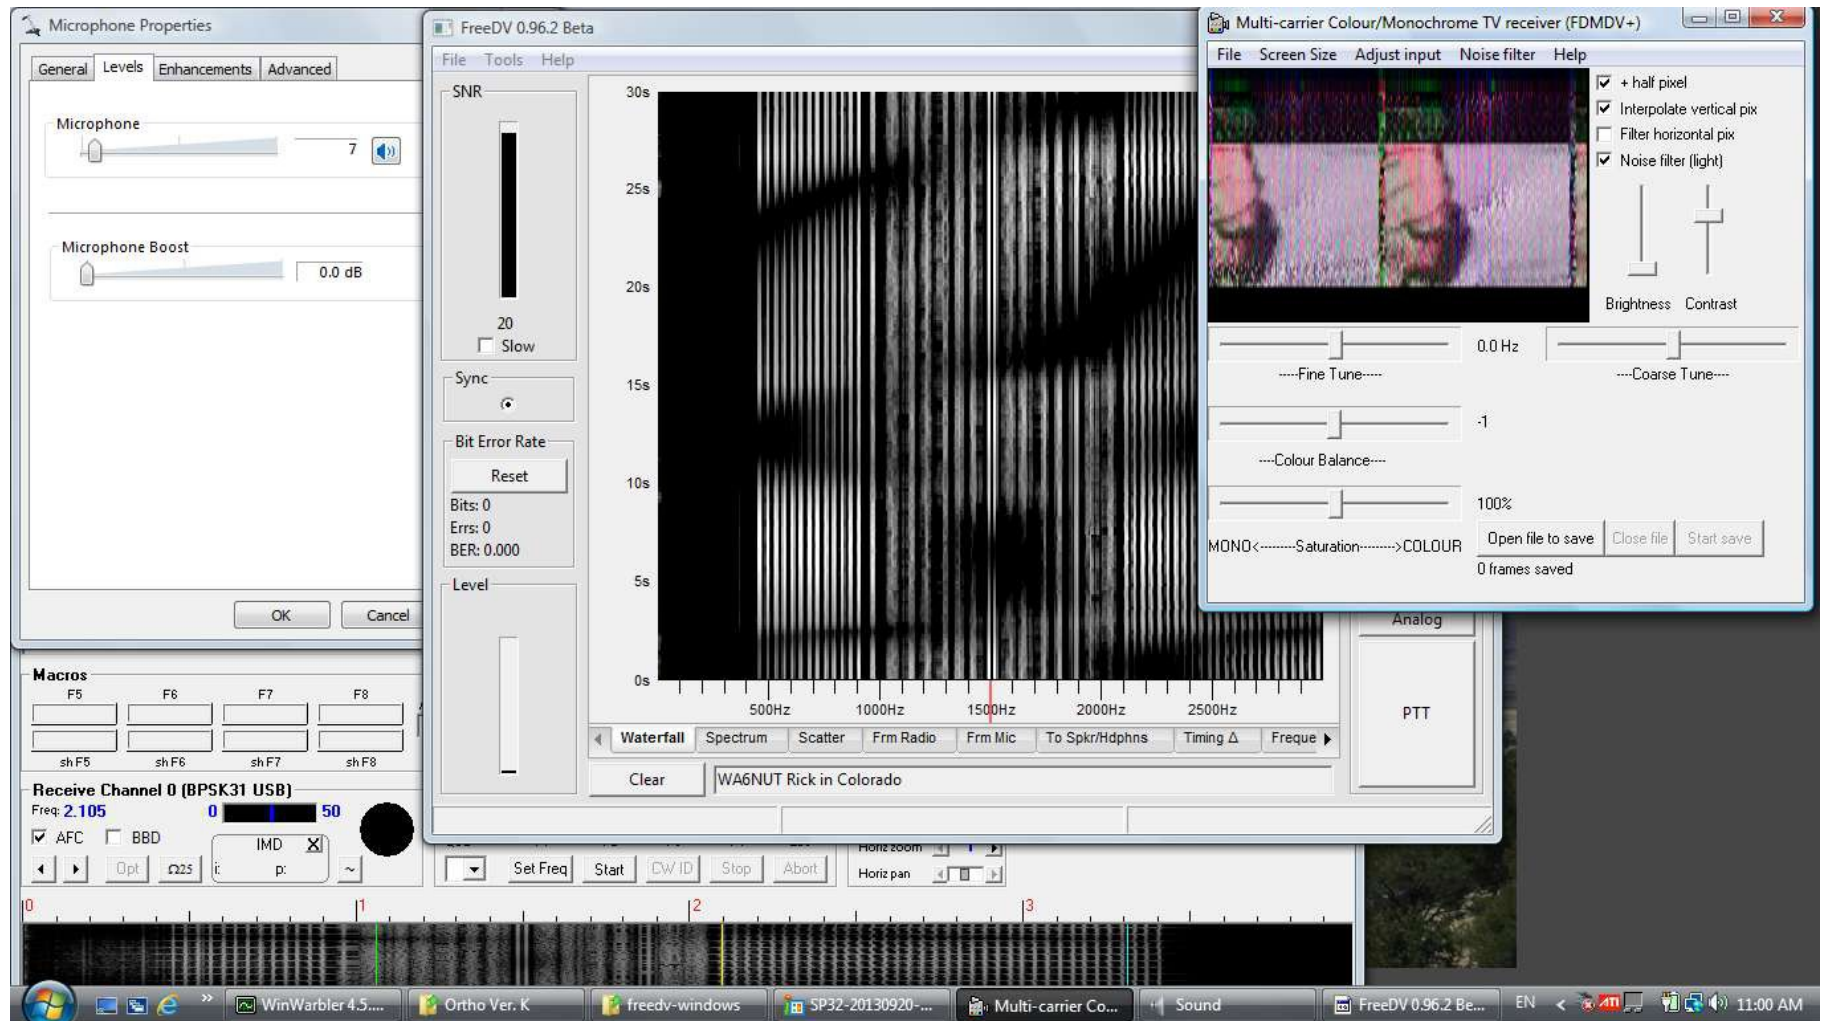 Microphone Properties
General Levels Enhancements Advanced
Microphone
7
Microphone Boost
0.0 dB
OK Cancel
FreeDV 0.96.2 Beta
File Tools Help
SNR
20
Slow
Sync
Bit Error Rate
Reset
Bits: 0
Errs: 0
BER: 0.000
Level
30s
25s
20s
15s
10s
5s
0s
500Hz 1000Hz 1500Hz 2000Hz 2500Hz
Waterfall Spectrum Scatter Frm Radio Frm Mic To Spkr/Hdphns Timing Δ Freque
Clear WA6NUT Rick in Colorado
Analog
PTT
Multi-carrier Colour/Monochrome TV receiver (FDMDV+)
File Screen Size Adjust input Noise filter Help
+ half pixel
Interpolate vertical pix
Filter horizontal pix
Noise filter (light)
Brightness Contrast
0.0 Hz
-----Fine Tune----- ----Coarse Tune----
-1
----Colour Balance----
100%
MONO<--------Saturation-------->COLOUR
Open file to save Close file Start save
0 frames saved
Macros
F5 F6 F7 F8
sh F5 sh F6 sh F7 sh F8
Receive Channel 0 (BPSK31 USB)
Freq: 2.105 0 50
AFC BBD IMD X
Opt Ω25 i: p: ~
Set Freq Start CW ID Stop Abort
Horiz zoom 1
Horiz pan
0 1 2 3
» WinWarbler 4.5.... Ortho Ver. K freedv-windows SP32-20130920-... Multi-carrier Co... Sound FreeDV 0.96.2 Be... EN < ATI 11:00 AM